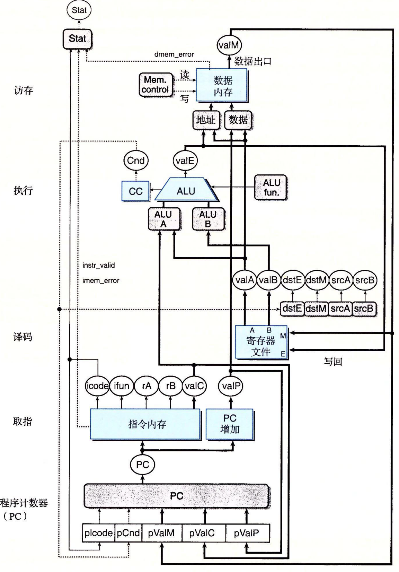 Stat
Stat
dmem_error
valM
数据出口
访存
Mem.
control
读
写
数据
内存
地址
数据
Cnd
valE
执行
CC
ALU
ALU
fun.
ALU
A
ALU
B
instr_valid
imem_error
valA
valB
dstE
dstM
srcA
srcB
dstE
dstM
srcA
srcB
A
B
M
寄存器
文件
E
译码
写回
icode
ifun
rA
rB
valC
valP
取指
指令内存
PC
增加
PC
程序计数器
（PC）
PC
pIcode
pCnd
pValM
pValC
pValP